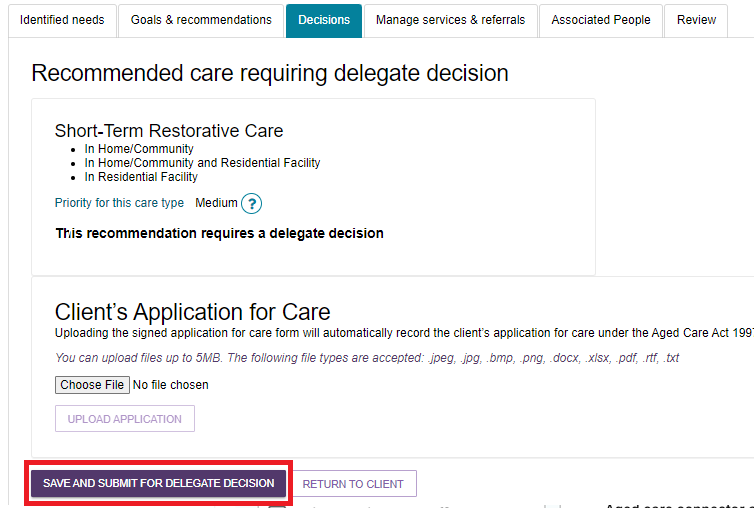 Identified needs
Goals & recommendations
Decisions
Manage services & referrals
Associated People
Review
Recommended care requiring delegate decision
Short-Term Restorative Care
In Home/Community
In Home/Community and Residential Facility
In Residential Facility
Priority for this care type Medium ?
This recommendation requires a delegate decision
Client's Application for Care
Uploading the signed application for care form will automatically record the client's application for care under the Aged Care Act 1997
You can upload files up to 5MB. The following file types are accepted: .jpeg, .jpg, .bmp, .png, .docx, .xlsx, .pdf, .rtf, .txt
Choose File No file chosen
UPLOAD APPLICATION
SAVE AND SUBMIT FOR DELEGATE DECISION
RETURN TO CLIENT